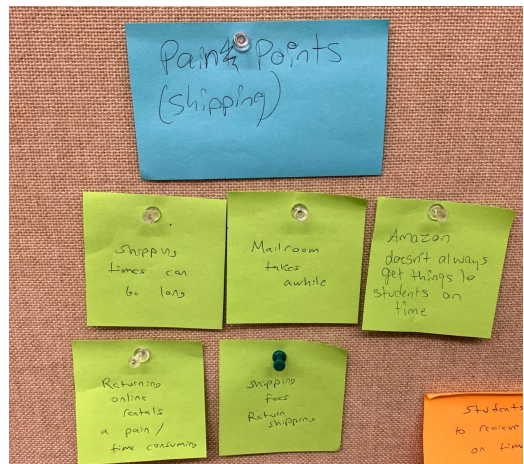 Pain Points
(shipping)
Shipping
times can
be long
Mailroom
takes
awhile
Amazon
doesn't always
get things to
students on
time
Returning
online
rentals
a pain /
time consuming
shipping
fees
Return
shipping
Students
to recieve
on time